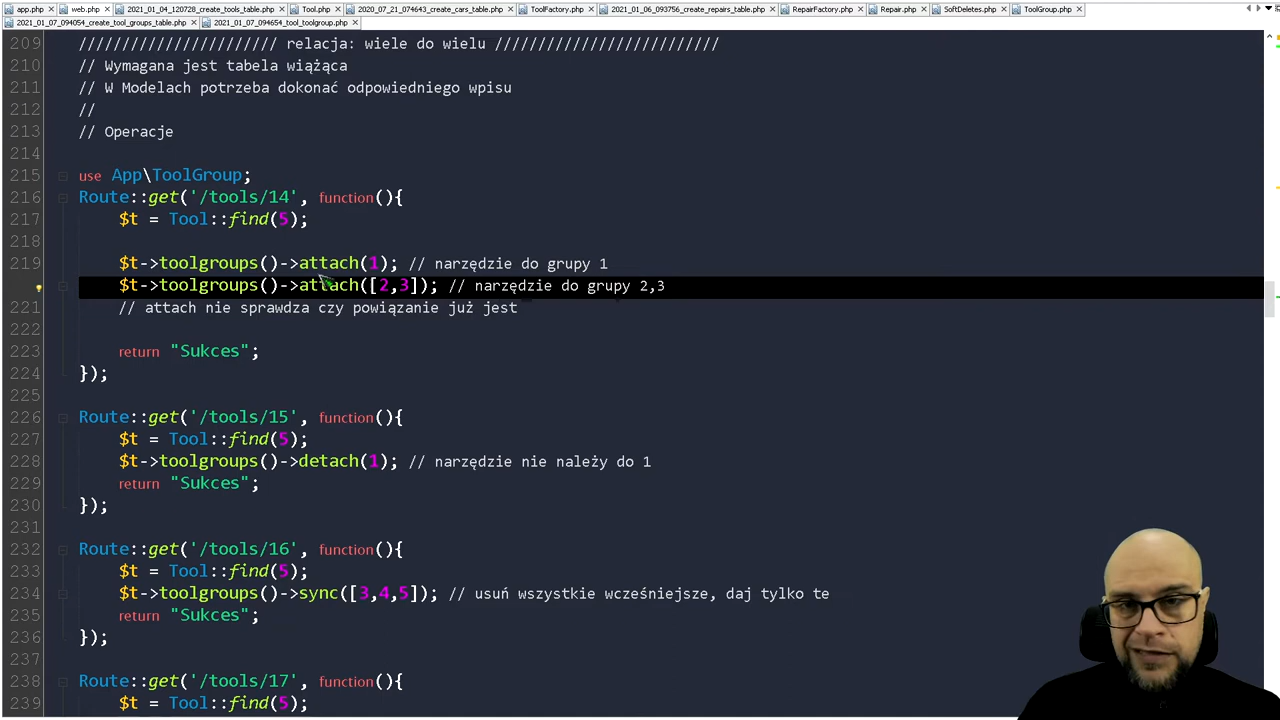 app.php
web.php
2021_01_04_120728_create_tools_table.php
Tool.php
2020_07_21_074643_create_cars_table.php
ToolFactory.php
2021_01_06_093756_create_repairs_table.php
RepairFactory.php
Repair.php
SoftDeletes.php
ToolGroup.php
2021_01_07_094054_create_tool_groups_table.php
2021_01_07_094654_tool_toolgroup.php
209 /////////////////////// relacja: wiele do wielu //////////////////////////
210 // Wymagana jest tabela wiążąca
211 // W Modelach potrzeba dokonać odpowiedniego wpisu
212 //
213 // Operacje
214
215 use App\ToolGroup;
216 Route::get('/tools/14', function(){
217 $t = Tool::find(5);
218
219 $t->toolgroups()->attach(1); // narzędzie do grupy 1
$t->toolgroups()->attach([2,3]); // narzędzie do grupy 2,3
221 // attach nie sprawdza czy powiązanie już jest
222
223 return "Sukces";
224 });
225
226 Route::get('/tools/15', function(){
227 $t = Tool::find(5);
228 $t->toolgroups()->detach(1); // narzędzie nie należy do 1
229 return "Sukces";
230 });
231
232 Route::get('/tools/16', function(){
233 $t = Tool::find(5);
234 $t->toolgroups()->sync([3,4,5]); // usuń wszystkie wcześniejsze, daj tylko te
235 return "Sukces";
236 });
237
238 Route::get('/tools/17', function(){
239 $t = Tool::find(5);